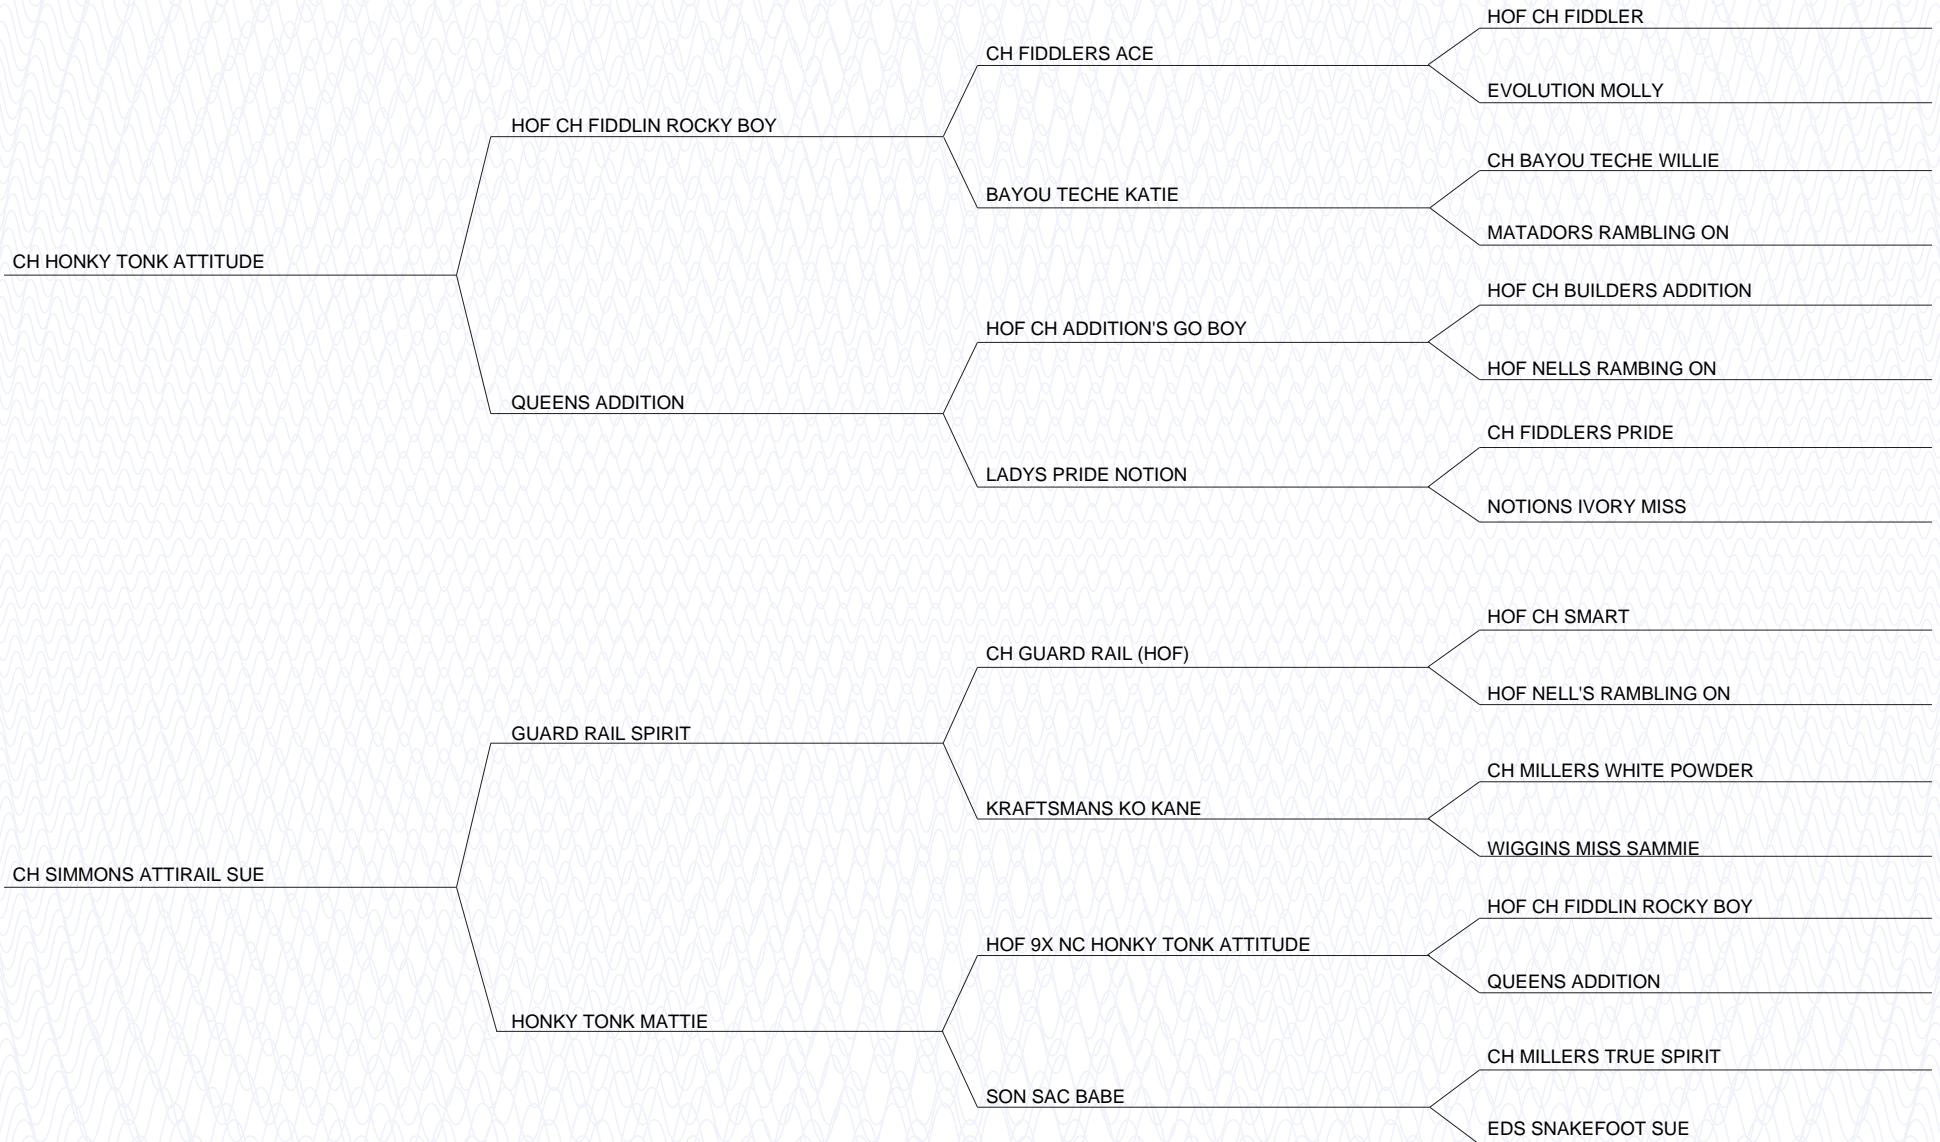 HOF CH FIDDLER
CH FIDDLERS ACE
EVOLUTION MOLLY
HOF CH FIDDLIN ROCKY BOY
CH BAYOU TECHE WILLIE
BAYOU TECHE KATIE
MATADORS RAMBLING ON
CH HONKY TONK ATTITUDE
HOF CH BUILDERS ADDITION
HOF CH ADDITION'S GO BOY
HOF NELLS RAMBING ON
QUEENS ADDITION
CH FIDDLERS PRIDE
LADYS PRIDE NOTION
NOTIONS IVORY MISS
HOF CH SMART
CH GUARD RAIL (HOF)
HOF NELL'S RAMBLING ON
GUARD RAIL SPIRIT
CH MILLERS WHITE POWDER
KRAFTSMANS KO KANE
WIGGINS MISS SAMMIE
CH SIMMONS ATTIRAIL SUE
HOF CH FIDDLIN ROCKY BOY
HOF 9X NC HONKY TONK ATTITUDE
QUEENS ADDITION
HONKY TONK MATTIE
CH MILLERS TRUE SPIRIT
SON SAC BABE
EDS SNAKEFOOT SUE